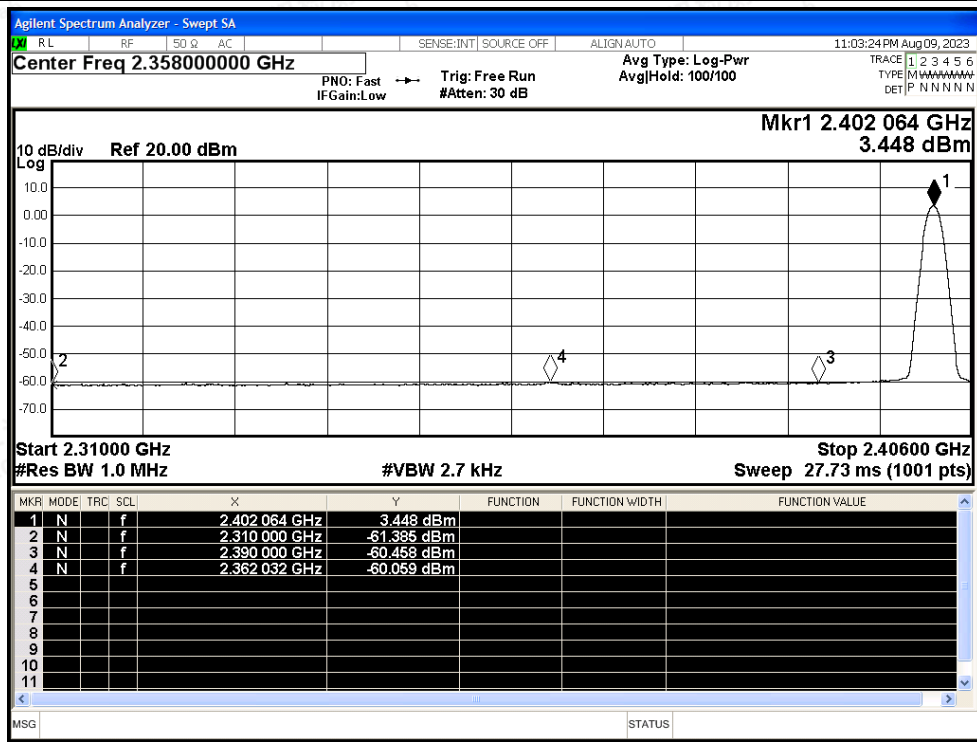 Agilent Spectrum Analyzer - Swept SA
LXI RL RF 50 Ω AC SENSE:INT SOURCE OFF ALIGN AUTO 11:03:24 PM Aug 09, 2023
Center Freq 2.358000000 GHz
PNO: Fast
IFGain:Low
Trig: Free Run
#Atten: 30 dB
Avg Type: Log-Pwr
Avg|Hold: 100/100
TRACE 1 2 3 4 5 6
TYPE M
DET P N N N N N
Mkr1 2.402 064 GHz
3.448 dBm
10 dB/div Ref 20.00 dBm
Log
10.0
0.00
-10.0
-20.0
-30.0
-40.0
-50.0
-60.0
-70.0
1
2
4
3
Start 2.31000 GHz Stop 2.40600 GHz
#Res BW 1.0 MHz #VBW 2.7 kHz Sweep 27.73 ms (1001 pts)
MKR MODE TRC SCL X Y FUNCTION FUNCTION WIDTH FUNCTION VALUE
1 N f 2.402 064 GHz 3.448 dBm
2 N f 2.310 000 GHz -61.385 dBm
3 N f 2.390 000 GHz -60.458 dBm
4 N f 2.362 032 GHz -60.059 dBm
5
6
7
8
9
10
11
MSG STATUS